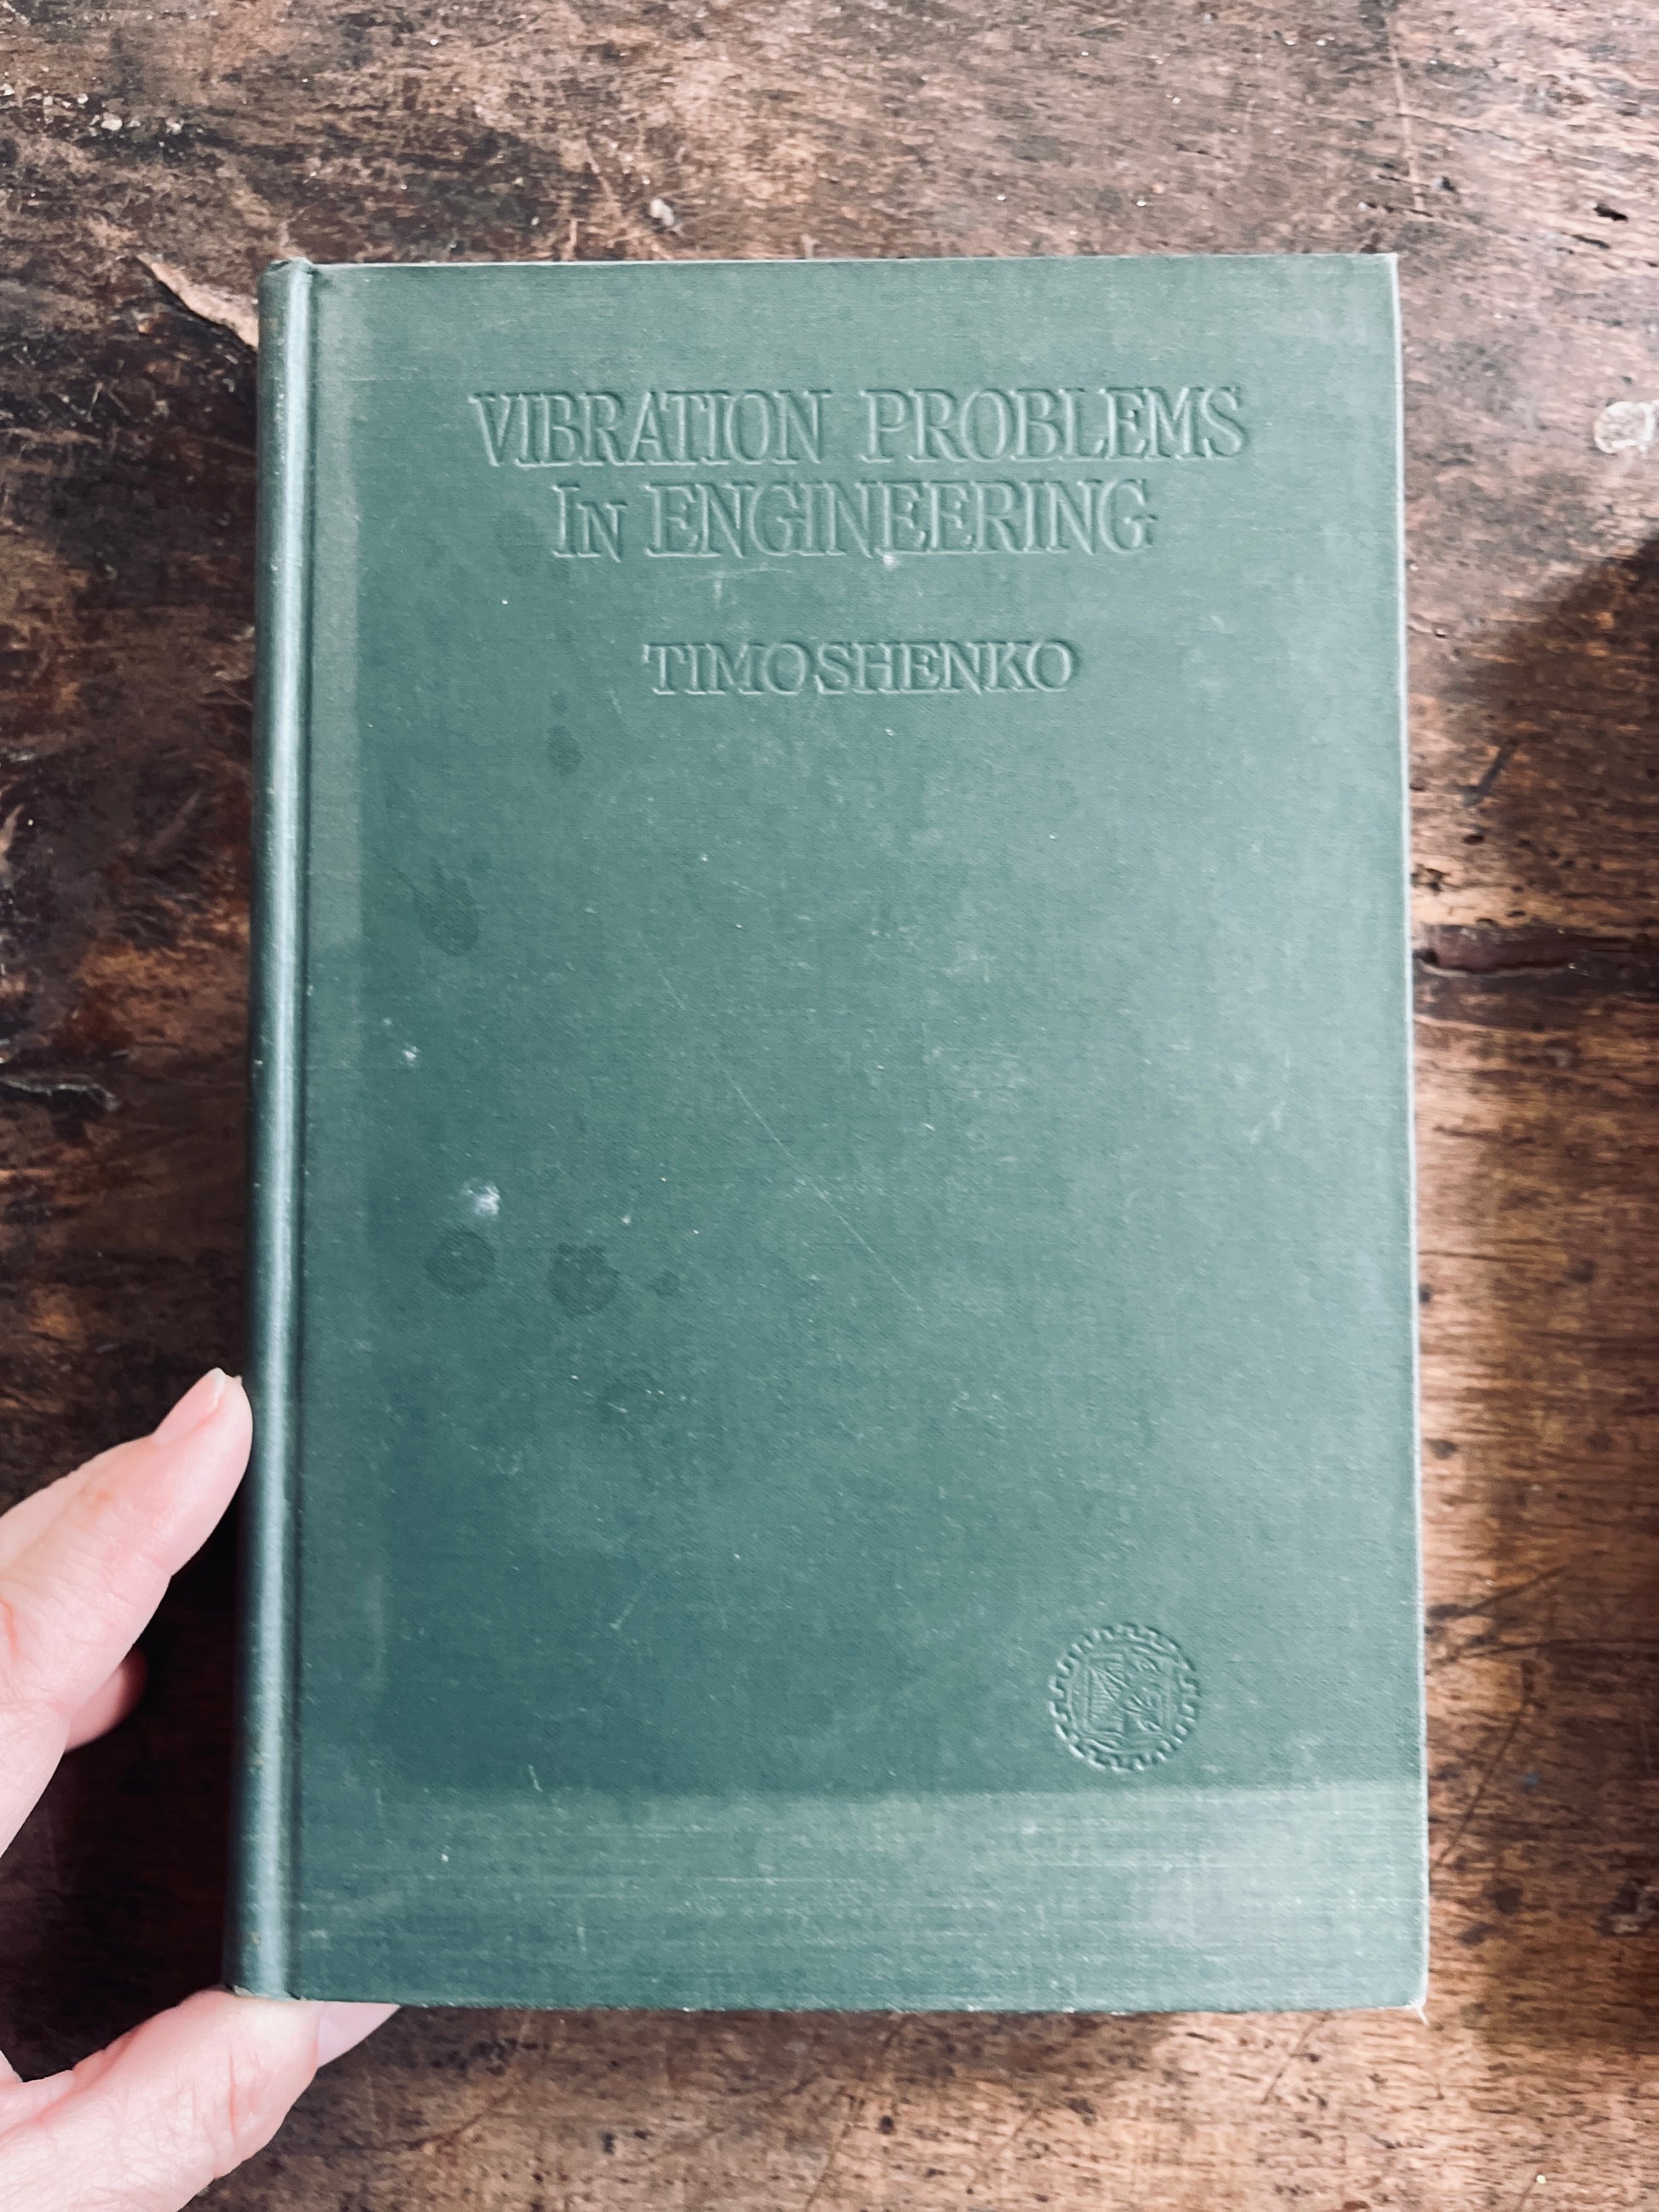 VIBRATION PROBLEMS
IN ENGINEERING
TIMOSHENKO